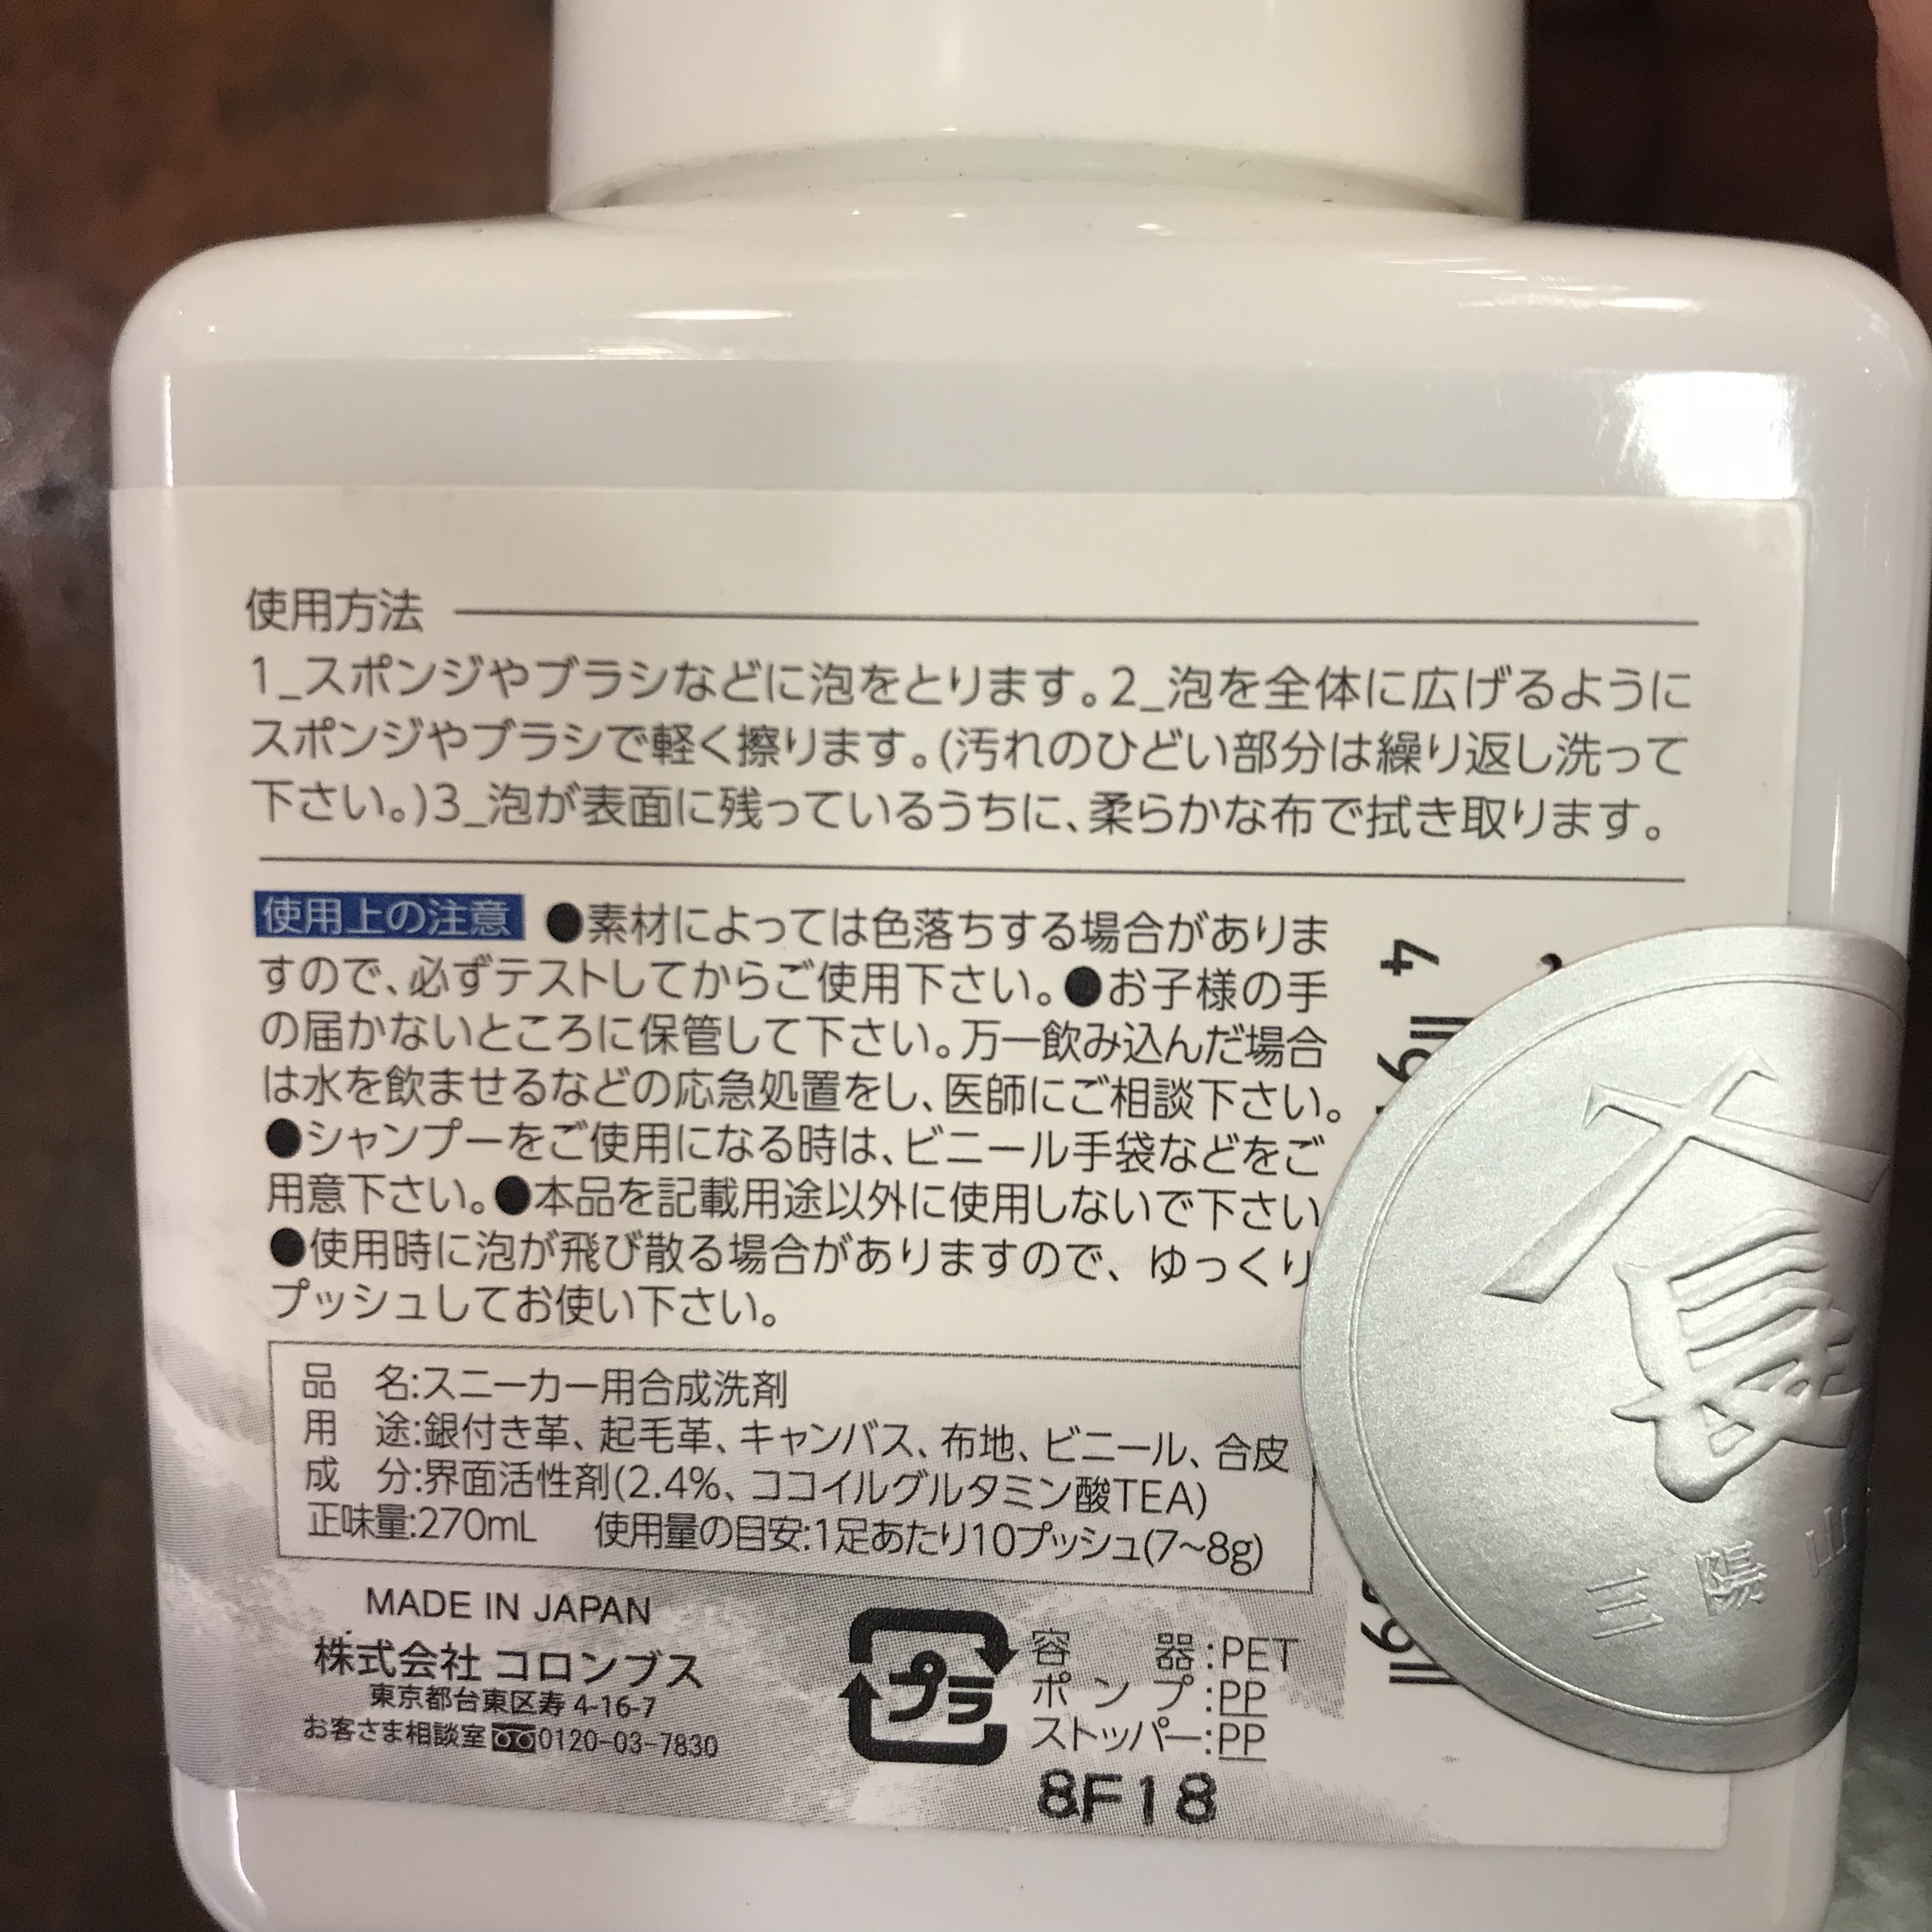 使用方法
1_スポンジやブラシなどに泡をとります。2_泡を全体に広げるように
スポンジやブラシで軽く擦ります。(汚れのひどい部分は繰り返し洗って
下さい。)3_泡が表面に残っているうちに、柔らかな布で拭き取ります。
使用上の注意 ●素材によっては色落ちする場合がありま
すので、必ずテストしてからご使用下さい。●お子様の手
の届かないところに保管して下さい。万一飲み込んだ場合
は水を飲ませるなどの応急処置をし、医師にご相談下さい。
●シャンプーをご使用になる時は、ビニール手袋などをご
用意下さい。●本品を記載用途以外に使用しないで下さい
●使用時に泡が飛び散る場合がありますので、ゆっくり
プッシュしてお使い下さい。
品 名:スニーカー用合成洗剤
用 途:銀付き革、起毛革、キャンバス、布地、ビニール、合皮
成 分:界面活性剤(2.4%、ココイルグルタミン酸TEA)
正味量:270mL 使用量の目安:1足あたり10プッシュ(7~8g)
MADE IN JAPAN
株式会社 コロンブス
東京都台東区寿 4-16-7
お客さま相談室 0120-03-7830
プラ
容 器:PET
ポンプ:PP
ストッパー:PP
8F18
4
三陽山